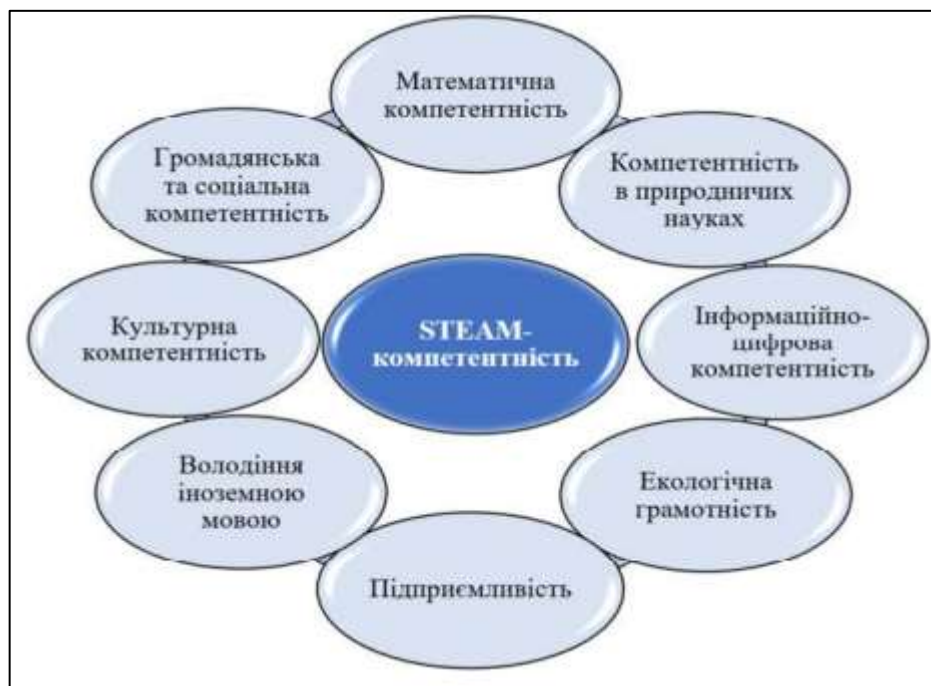 Математична
компетентність
Компетентність
в природничих
науках
Інформаційно-
цифрова
компетентність
Екологічна
грамотність
Підприємливість
Володіння
іноземною
мовою
Культурна
компетентність
Громадянська
та соціальна
компетентність
STEAM-
компетентність